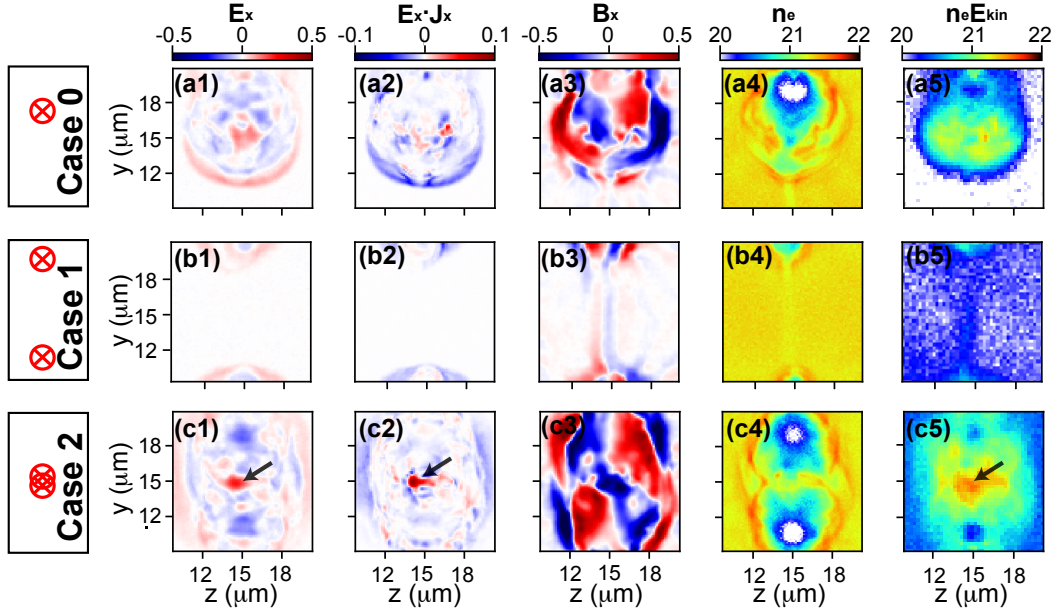 Ex Ex·Jx Bx ne neEkin
-0.5 0 0.5 -0.1 0 0.1 -0.5 0 0.5 20 21 22 20 21 22
Case 0
y (μm)
18
15
12
(a1) (a2) (a3) (a4) (a5)
Case 1
y (μm)
18
15
12
(b1) (b2) (b3) (b4) (b5)
Case 2
y (μm)
18
15
12
(c1) (c2) (c3) (c4) (c5)
12 15 18 12 15 18 12 15 18 12 15 18 12 15 18
z (μm) z (μm) z (μm) z (μm) z (μm)